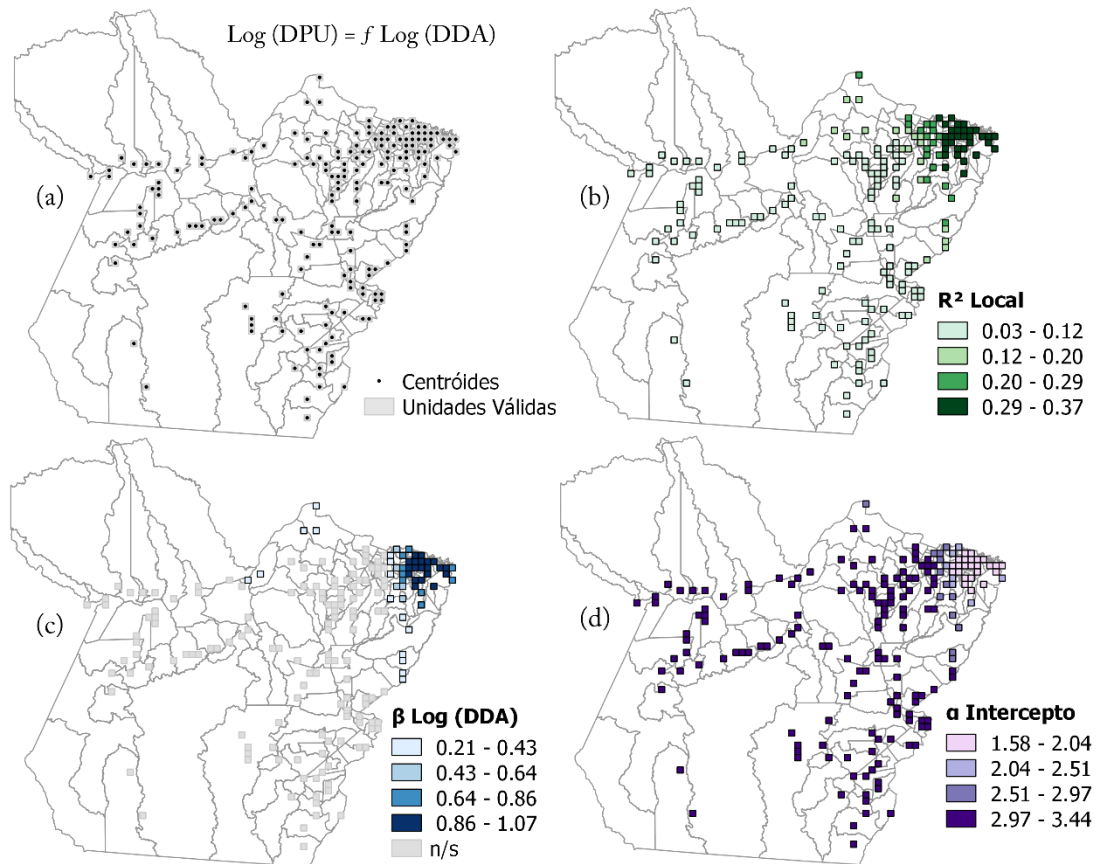 Log (DPU) = f Log (DDA)
(a)
Centróides
Unidades Válidas
(b)
R² Local
0.03 - 0.12
0.12 - 0.20
0.20 - 0.29
0.29 - 0.37
(c)
β Log (DDA)
0.21 - 0.43
0.43 - 0.64
0.64 - 0.86
0.86 - 1.07
n/s
(d)
α Intercepto
1.58 - 2.04
2.04 - 2.51
2.51 - 2.97
2.97 - 3.44